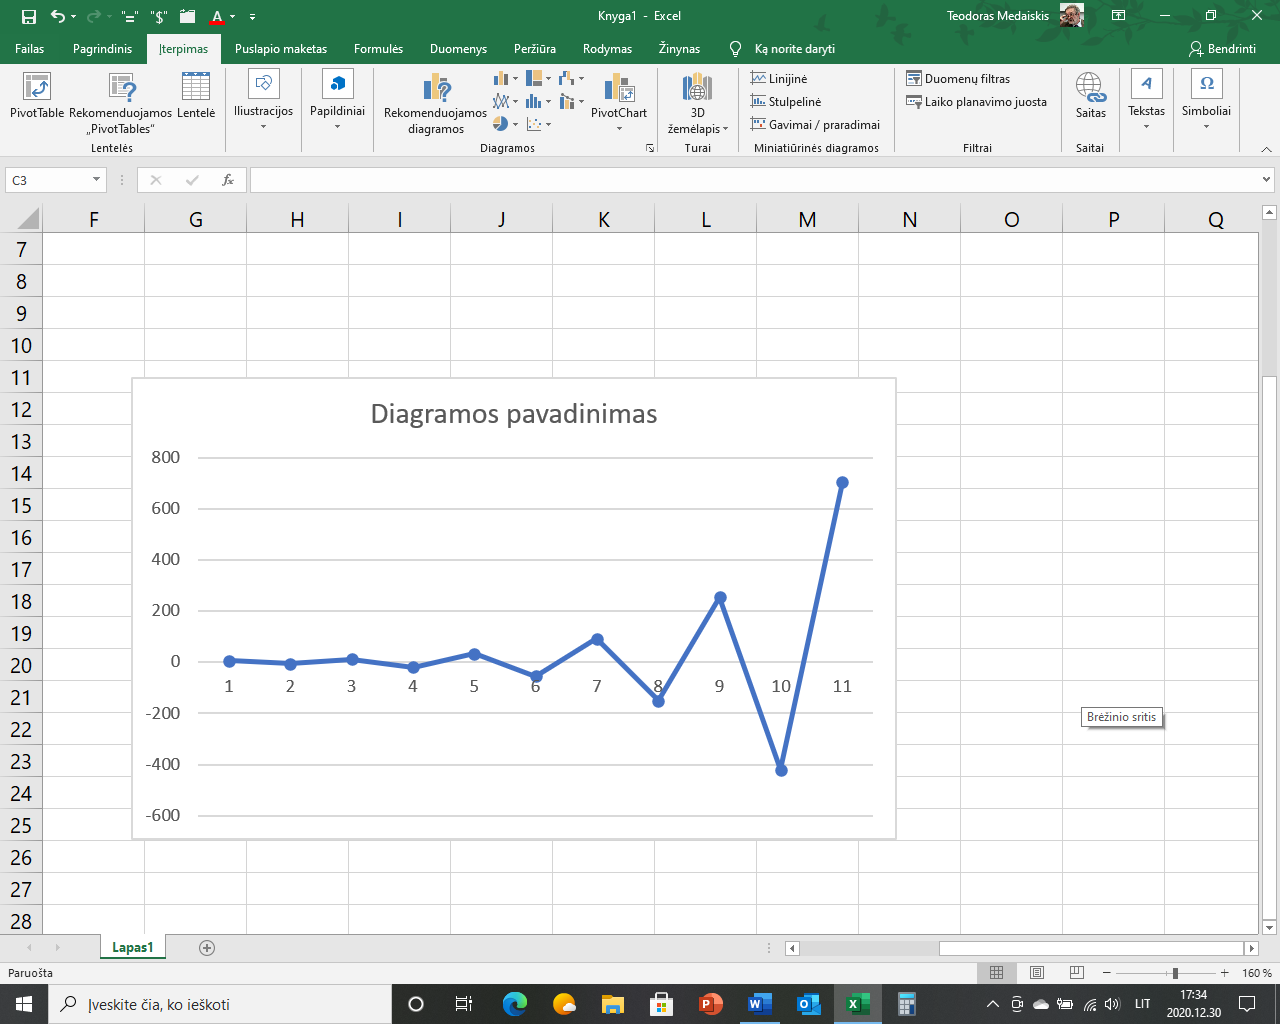 Knyga1 - Excel
Teodoras Medaiskis
Failas Pagrindinis Įterpimas Puslapio maketas Formulės Duomenys Peržiūra Rodymas Žinynas Ką norite daryti Bendrinti
PivotTable
Rekomenduojamos
„PivotTables“
Lentelė
Lentelės
Iliustracijos
Papildiniai
Rekomenduojamos
diagramos
PivotChart
Diagramos
3D
žemėlapis
Turai
Linijinė
Stulpelinė
Gavimai / praradimai
Miniatiūrinės diagramos
Duomenų filtras
Laiko planavimo juosta
Filtrai
Saitas
Saitai
Tekstas
Simboliai
C3
fx
F G H I J K L M N O P Q
7
8
9
10
11
12
13
14
15
16
17
18
19
20
21
22
23
24
25
26
27
28
Diagramos pavadinimas
800
600
400
200
0
-200
-400
-600
1 2 3 4 5 6 7 8 9 10 11
Brėžinio sritis
Lapas1
Paruošta
160 %
Įveskite čia, ko ieškoti
LIT
17:34
2020.12.30